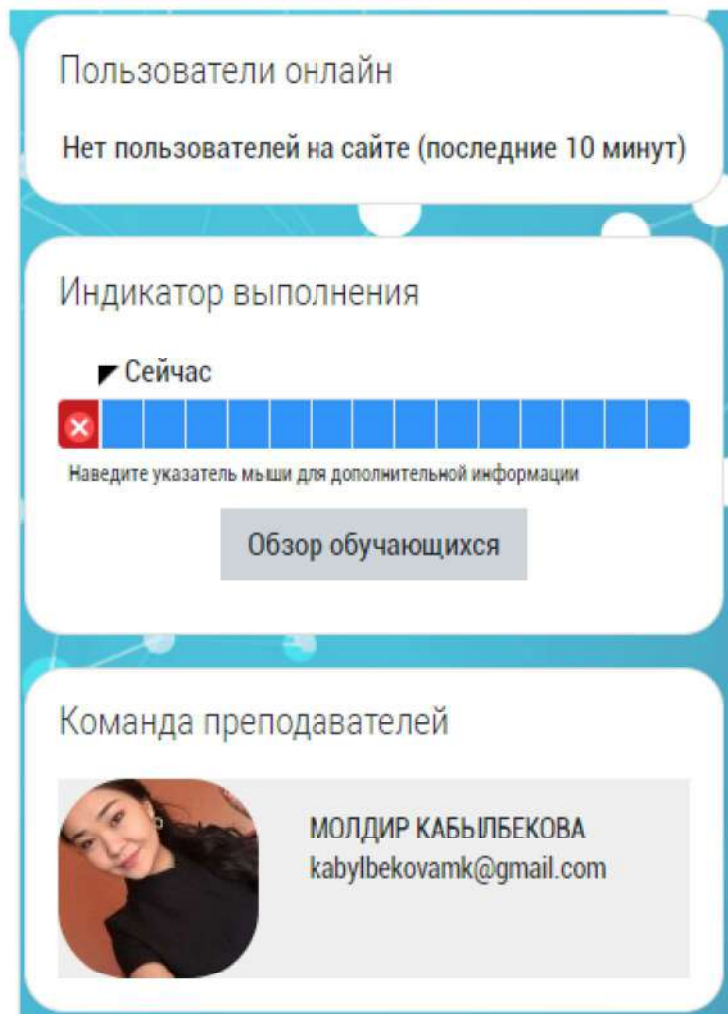 Пользователи онлайн
Нет пользователей на сайте (последние 10 минут)
Индикатор выполнения
Сейчас
Наведите указатель мыши для дополнительной информации
Обзор обучающихся
Команда преподавателей
МОЛДИР КАБЫЛБЕКОВА
kabylbekovamk@gmail.com